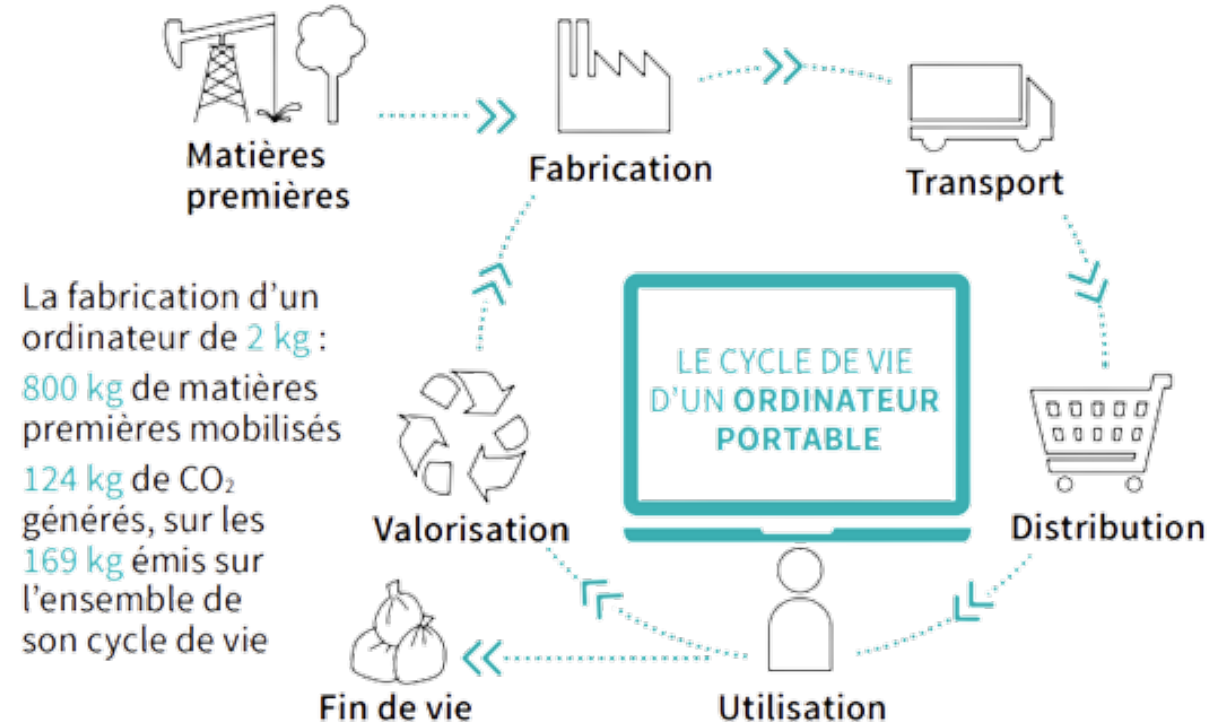 Matières
premières
Fabrication
Transport
La fabrication d’un
ordinateur de 2 kg :
800 kg de matières
premières mobilisés
124 kg de CO₂
générés, sur les
169 kg émis sur
l’ensemble de
son cycle de vie
LE CYCLE DE VIE
D’UN ORDINATEUR
PORTABLE
Valorisation
Distribution
Fin de vie
Utilisation